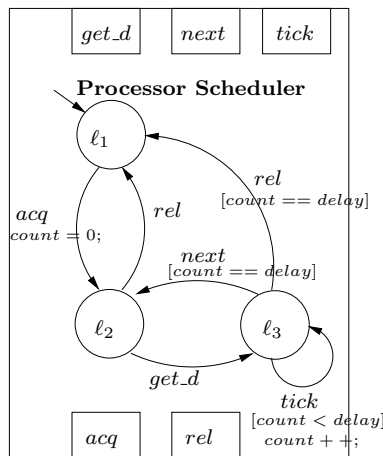 get_d next tick
Processor Scheduler
ℓ1
rel
[count == delay]
acq
count = 0;
rel
next
[count == delay]
ℓ2
ℓ3
get_d
tick
[count < delay]
count + +;
acq rel